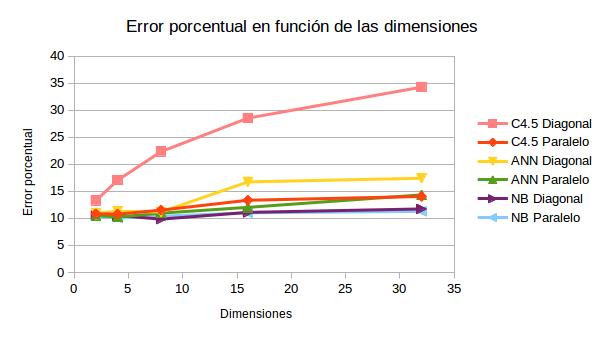 Error porcentual en función de las dimensiones
40
35
30
25
20
15
10
5
0
0 5 10 15 20 25 30 35
Error porcentual
Dimensiones
C4.5 Diagonal
C4.5 Paralelo
ANN Diagonal
ANN Paralelo
NB Diagonal
NB Paralelo